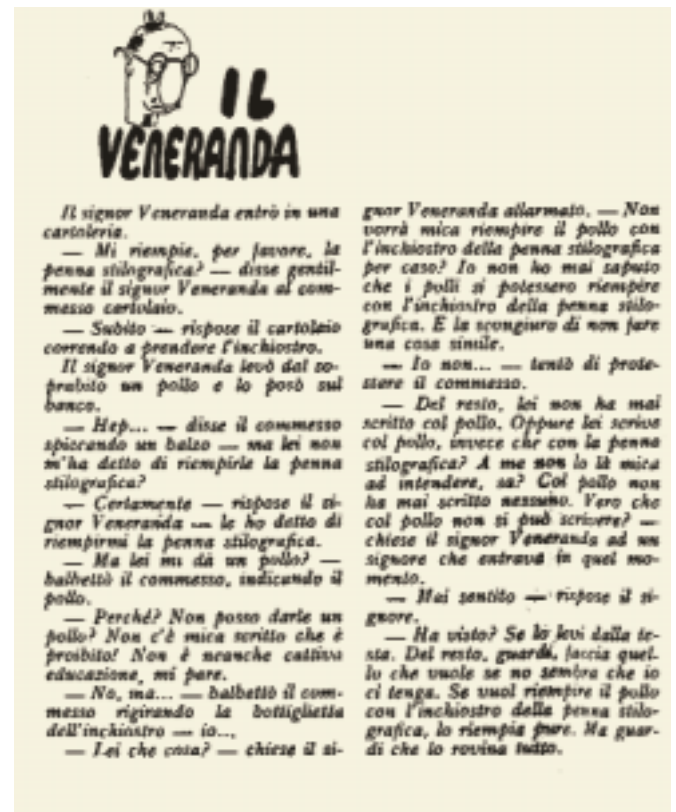 IL
VENERANDA
Il signor Veneranda entrò in una
cartoleria.
— Mi riempie, per favore, la
penna stilografica? — disse gentil-
mente il signor Veneranda al com-
messo cartolaio.
— Subito — rispose il cartolaio
correndo a prendere l'inchiostro.
Il signor Veneranda levò dal so-
prabito un pollo e lo posò sul
banco.
— Hep... — disse il commesso
spiccando un balzo — ma lei non
m'ha detto di riempirle la penna
stilografica?
— Certamente — rispose il si-
gnor Veneranda — le ho detto di
riempirmi la penna stilografica.
— Ma lei mi dà un pollo? —
balbettò il commesso, indicando il
pollo.
— Perché? Non posso darle un
pollo? Non c'è mica scritto che è
proibito! Non è neanche cattiva
educazione, mi pare.
— No, ma... — balbettò il com-
messo rigirando la bottiglietta
dell'inchiostro — io...
— Lei che cosa? — chiese il si-
gnor Veneranda allarmato. — Non
vorrà mica riempire il pollo con
l'inchiostro della penna stilografica
per caso? Io non ho mai saputo
che i polli si potessero riempire
con l'inchiostro della penna stilo-
grafica. E la scongiuro di non fare
una cosa simile.
— Io non... — tentò di prote-
stare il commesso.
— Del resto, lei non ha mai
scritto col pollo. Oppure lei scrive
col pollo, invece che con la penna
stilografica? A me non lo dà mica
ad intendere, sa? Col pollo non
ha mai scritto nessuno. Vero che
col pollo non si può scrivere? —
chiese il signor Veneranda ad un
signore che entrava in quel mo-
mento.
— Mai sentito — rispose il si-
gnore.
— Ha visto? Se lo levi dalla te-
sta. Del resto, guardi, faccia quel-
lo che vuole se no sembra che io
ci tenga. Se vuol riempire il pollo
con l'inchiostro della penna stilo-
grafica, lo riempia pure. Ma guar-
di che lo rovina tutto.